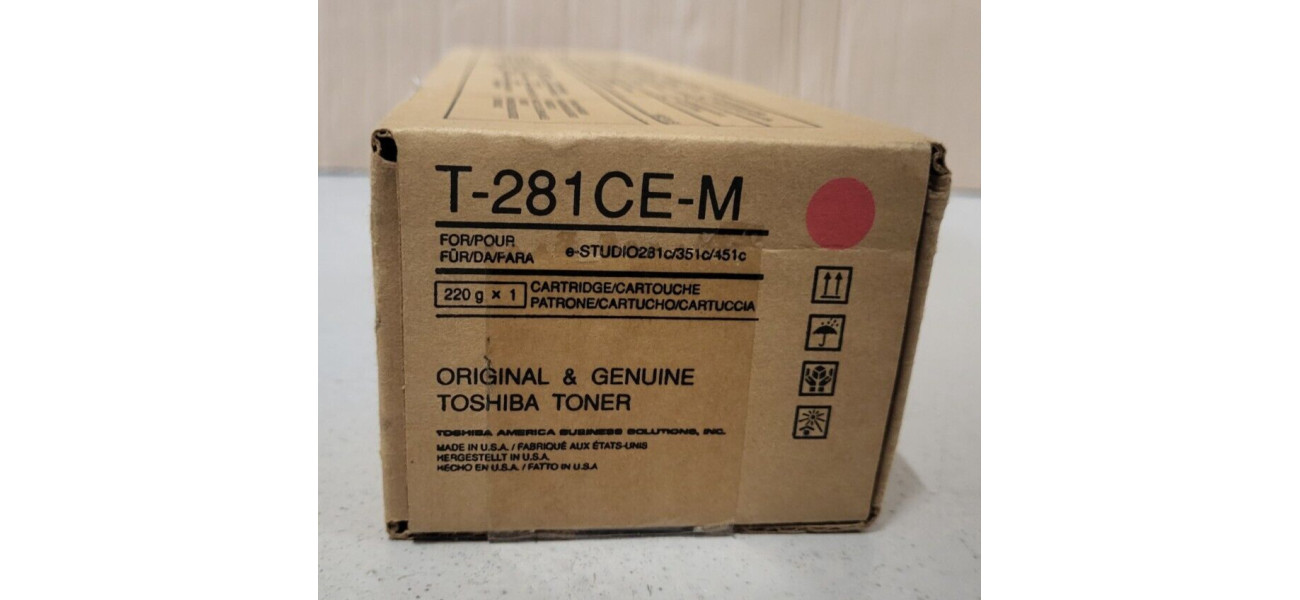 T-281CE-M
FOR/POUR
FÜR/DA/FARA
e-STUDIO281c/351c/451c
220 g × 1
CARTRIDGE/CARTOUCHE
PATRONE/CARTUCHO/CARTUCCIA
ORIGINAL & GENUINE
TOSHIBA TONER
TOSHIBA AMERICA BUSINESS SOLUTIONS, INC.
MADE IN U.S.A. / FABRIQUÉ AUX ÉTATS-UNIS
HERGESTELLT IN U.S.A.
HECHO EN U.S.A. / FATTO IN U.S.A